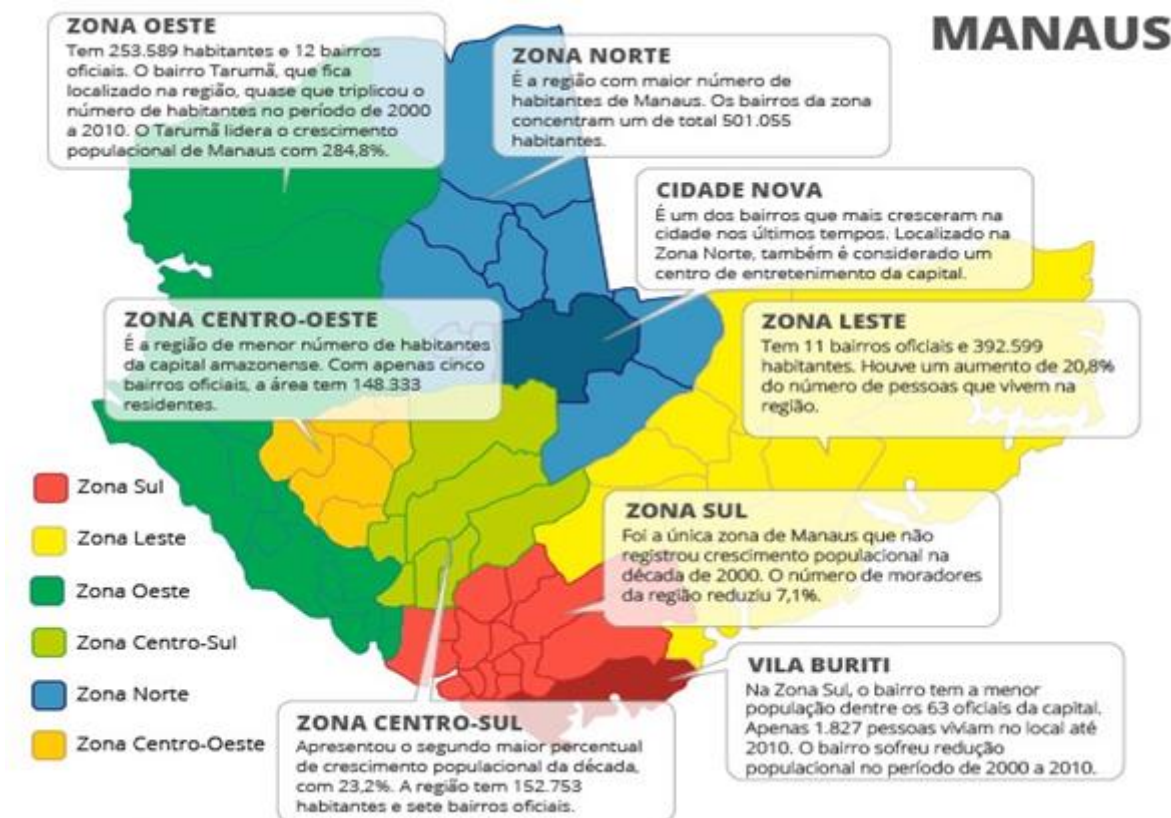 MANAUS
ZONA OESTE
Tem 253.589 habitantes e 12 bairros
oficiais. O bairro Tarumã, que fica
localizado na região, quase que triplicou o
número de habitantes no período de 2000
a 2010. O Tarumã lidera o crescimento
populacional de Manaus com 284,8%.
ZONA NORTE
É a região com maior número de
habitantes de Manaus. Os bairros da zona
concentram um de total 501.055
habitantes.
CIDADE NOVA
É um dos bairros que mais cresceram na
cidade nos últimos tempos. Localizado na
Zona Norte, também é considerado um
centro de entretenimento da capital.
ZONA CENTRO-OESTE
É a região de menor número de habitantes
da capital amazonense. Com apenas cinco
bairros oficiais, a área tem 148.333
residentes.
ZONA LESTE
Tem 11 bairros oficiais e 392.599
habitantes. Houve um aumento de 20,8%
do número de pessoas que vivem na
região.
Zona Sul
Zona Leste
Zona Oeste
Zona Centro-Sul
Zona Norte
Zona Centro-Oeste
ZONA SUL
Foi a única zona de Manaus que não
registrou crescimento populacional na
década de 2000. O número de moradores
da região reduziu 7,1%.
VILA BURITI
Na Zona Sul, o bairro tem a menor
população dentre os 63 oficiais da capital.
Apenas 1.827 pessoas viviam no local até
2010. O bairro sofreu redução
populacional no período de 2000 a 2010.
ZONA CENTRO-SUL
Apresentou o segundo maior percentual
de crescimento populacional da década,
com 23,2%. A região tem 152.753
habitantes e sete bairros oficiais.